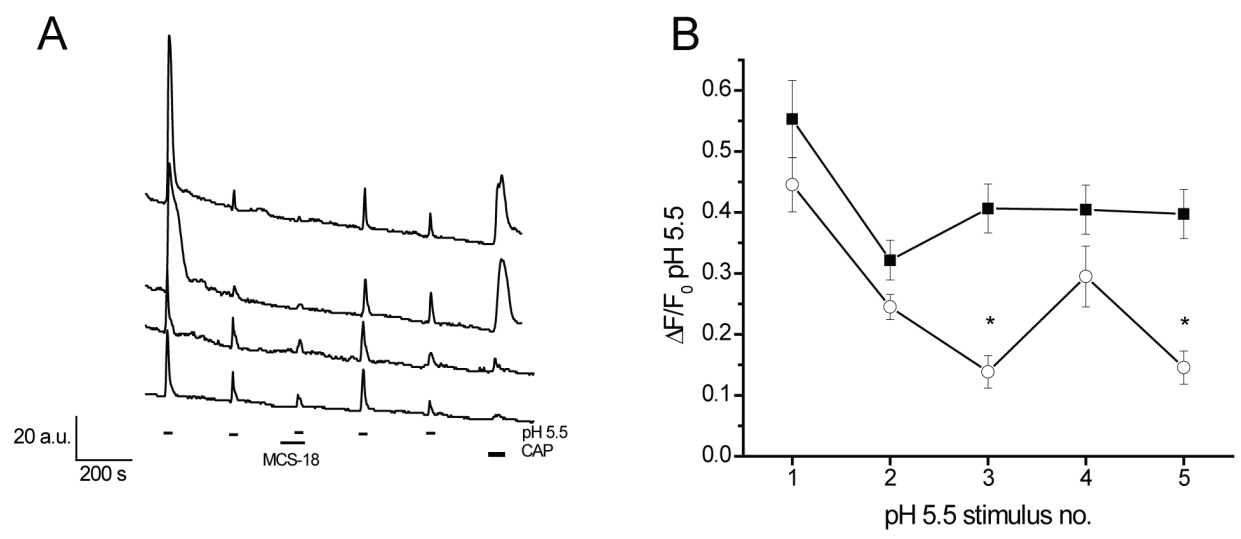 A
20 a.u.
200 s
MCS-18
pH 5.5
CAP
B
ΔF/F0 pH 5.5
0.6
0.5
0.4
0.3
0.2
0.1
0.0
*
*
1 2 3 4 5
pH 5.5 stimulus no.